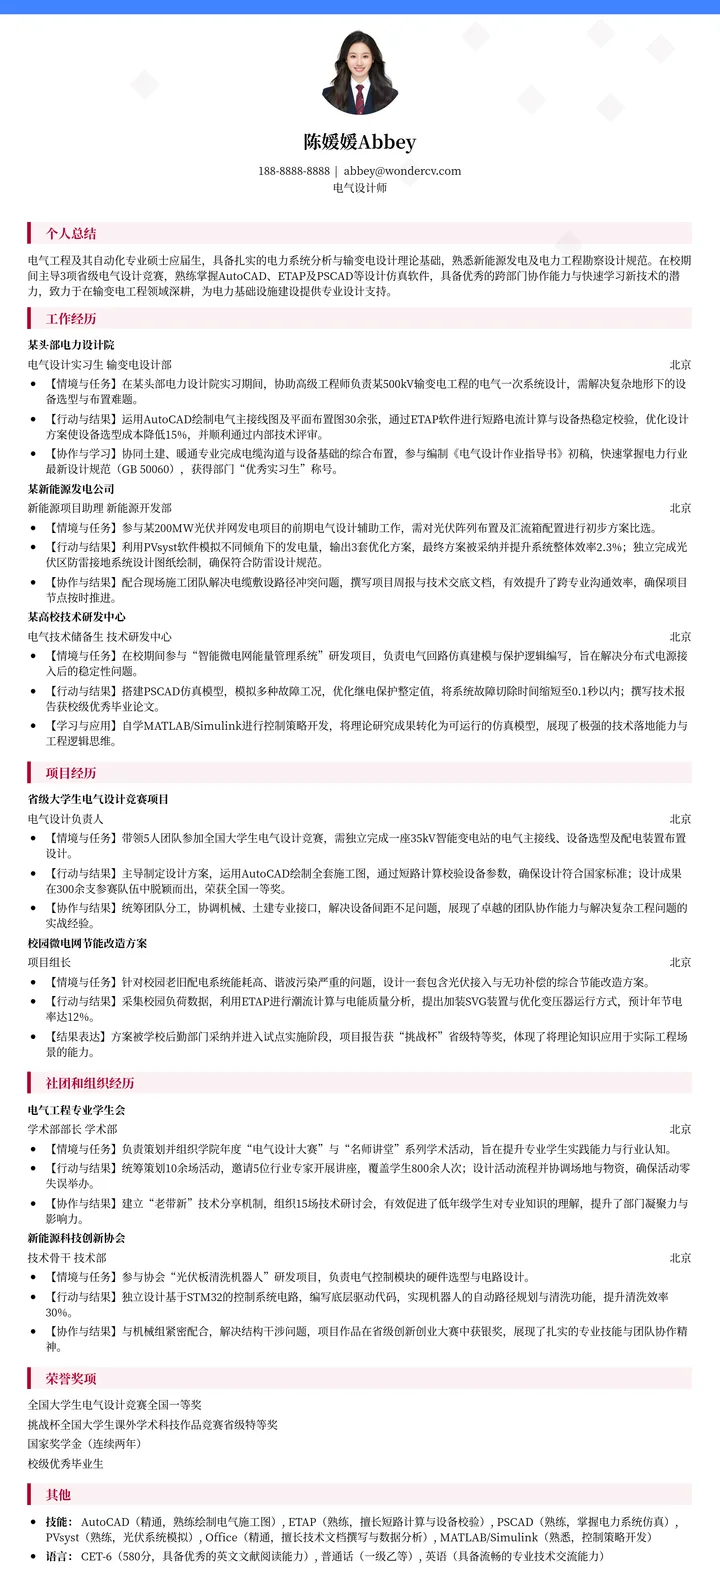 陈媛媛Abbey
188-8888-8888 | abbey@wondercv.com
电气设计师
个人总结
电气工程及其自动化专业硕士应届生，具备扎实的电力系统分析与输变电设计理论基础，熟悉新能源发电及电力工程勘察设计规范。在校期
间主导3项省级电气设计竞赛，熟练掌握AutoCAD、ETAP及PSCAD等设计仿真软件，具备优秀的跨部门协作能力与快速学习新技术的潜
力，致力于在输变电工程领域深耕，为电力基础设施建设提供专业设计支持。
工作经历
某头部电力设计院
电气设计实习生 输变电设计部 北京
• 【情境与任务】在某头部电力设计院实习期间，协助高级工程师负责某500kV输变电工程的电气一次系统设计，需解决复杂地形下的设
备选型与布置难题。
• 【行动与结果】运用AutoCAD绘制电气主接线图及平面布置图30余张，通过ETAP软件进行短路电流计算与设备热稳定校验，优化设计
方案使设备选型成本降低15%，并顺利通过内部技术评审。
• 【协作与学习】协同土建、暖通专业完成电缆沟道与设备基础的综合布置，参与编制《电气设计作业指导书》初稿，快速掌握电力行业
最新设计规范（GB 50060），获得部门“优秀实习生”称号。
某新能源发电公司
新能源项目助理 新能源开发部 北京
• 【情境与任务】参与某200MW光伏并网发电项目的前期电气设计辅助工作，需对光伏阵列布置及汇流箱配置进行初步方案比选。
• 【行动与结果】利用PVsyst软件模拟不同倾角下的发电量，输出3套优化方案，最终方案被采纳并提升系统整体效率2.3%；独立完成光
伏区防雷接地系统设计图纸绘制，确保符合防雷设计规范。
• 【协作与结果】配合现场施工团队解决电缆敷设路径冲突问题，撰写项目周报与技术交底文档，有效提升了跨专业沟通效率，确保项目
节点按时推进。
某高校技术研发中心
电气技术储备生 技术研发中心 北京
• 【情境与任务】在校期间参与“智能微电网能量管理系统”研发项目，负责电气回路仿真建模与保护逻辑编写，旨在解决分布式电源接
入后的稳定性问题。
• 【行动与结果】搭建PSCAD仿真模型，模拟多种故障工况，优化继电保护整定值，将系统故障切除时间缩短至0.1秒以内；撰写技术报
告获校级优秀毕业论文。
• 【学习与应用】自学MATLAB/Simulink进行控制策略开发，将理论研究成果转化为可运行的仿真模型，展现了极强的技术落地能力与
工程逻辑思维。
项目经历
省级大学生电气设计竞赛项目
电气设计负责人 北京
• 【情境与任务】带领5人团队参加全国大学生电气设计竞赛，需独立完成一座35kV智能变电站的电气主接线、设备选型及配电装置布置
设计。
• 【行动与结果】主导制定设计方案，运用AutoCAD绘制全套施工图，通过短路计算校验设备参数，确保设计符合国家标准；设计成果
在300余支参赛队伍中脱颖而出，荣获全国一等奖。
• 【协作与结果】统筹团队分工，协调机械、土建专业接口，解决设备间距不足问题，展现了卓越的团队协作能力与解决复杂工程问题的
实战经验。
校园微电网节能改造方案
项目组长 北京
• 【情境与任务】针对校园老旧配电系统能耗高、谐波污染严重的问题，设计一套包含光伏接入与无功补偿的综合节能改造方案。
• 【行动与结果】采集校园负荷数据，利用ETAP进行潮流计算与电能质量分析，提出加装SVG装置与优化变压器运行方式，预计年节电
率达12%。
• 【结果表达】方案被学校后勤部门采纳并进入试点实施阶段，项目报告获“挑战杯”省级特等奖，体现了将理论知识应用于实际工程场
景的能力。
社团和组织经历
电气工程专业学生会
学术部部长 学术部 北京
• 【情境与任务】负责策划并组织学院年度“电气设计大赛”与“名师讲堂”系列学术活动，旨在提升专业学生实践能力与行业认知。
• 【行动与结果】统筹策划10余场活动，邀请5位行业专家开展讲座，覆盖学生800余人次；设计活动流程并协调场地与物资，确保活动零
失误举办。
• 【协作与结果】建立“老带新”技术分享机制，组织15场技术研讨会，有效促进了低年级学生对专业知识的理解，提升了部门凝聚力与
影响力。
新能源科技创新协会
技术骨干 技术部 北京
• 【情境与任务】参与协会“光伏板清洗机器人”研发项目，负责电气控制模块的硬件选型与电路设计。
• 【行动与结果】独立设计基于STM32的控制系统电路，编写底层驱动代码，实现机器人的自动路径规划与清洗功能，提升清洗效率
30%。
• 【协作与结果】与机械组紧密配合，解决结构干涉问题，项目作品在省级创新创业大赛中获银奖，展现了扎实的专业技能与团队协作精
神。
荣誉奖项
全国大学生电气设计竞赛全国一等奖
挑战杯全国大学生课外学术科技作品竞赛省级特等奖
国家奖学金（连续两年）
校级优秀毕业生
其他
• 技能： AutoCAD（精通，熟练绘制电气施工图）, ETAP（熟练，擅长短路计算与设备校验）, PSCAD（熟练，掌握电力系统仿真）,
PVsyst（熟练，光伏系统模拟）, Office（精通，擅长技术文档撰写与数据分析）, MATLAB/Simulink（熟悉，控制策略开发）
• 语言： CET-6（580分，具备优秀的英文文献阅读能力）, 普通话（一级乙等）, 英语（具备流畅的专业技术交流能力）